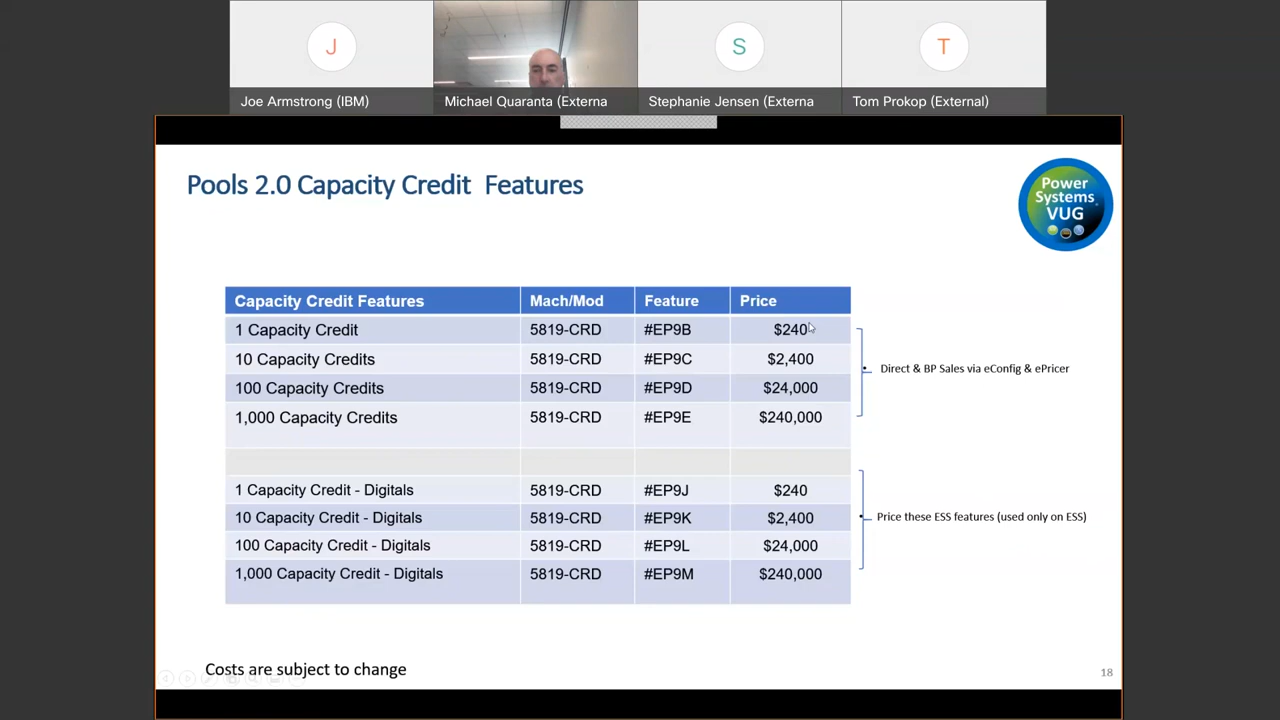 J
S
T
Joe Armstrong (IBM)
Michael Quaranta (Externa
Stephanie Jensen (Externa
Tom Prokop (External)
Pools 2.0 Capacity Credit Features
Power
Systems
VUG
Capacity Credit Features Mach/Mod Feature Price
1 Capacity Credit 5819-CRD #EP9B $240
10 Capacity Credits 5819-CRD #EP9C $2,400
100 Capacity Credits 5819-CRD #EP9D $24,000
1,000 Capacity Credits 5819-CRD #EP9E $240,000
• Direct & BP Sales via eConfig & ePricer
1 Capacity Credit - Digitals 5819-CRD #EP9J $240
10 Capacity Credit - Digitals 5819-CRD #EP9K $2,400
100 Capacity Credit - Digitals 5819-CRD #EP9L $24,000
1,000 Capacity Credit - Digitals 5819-CRD #EP9M $240,000
• Price these ESS features (used only on ESS)
Costs are subject to change
18